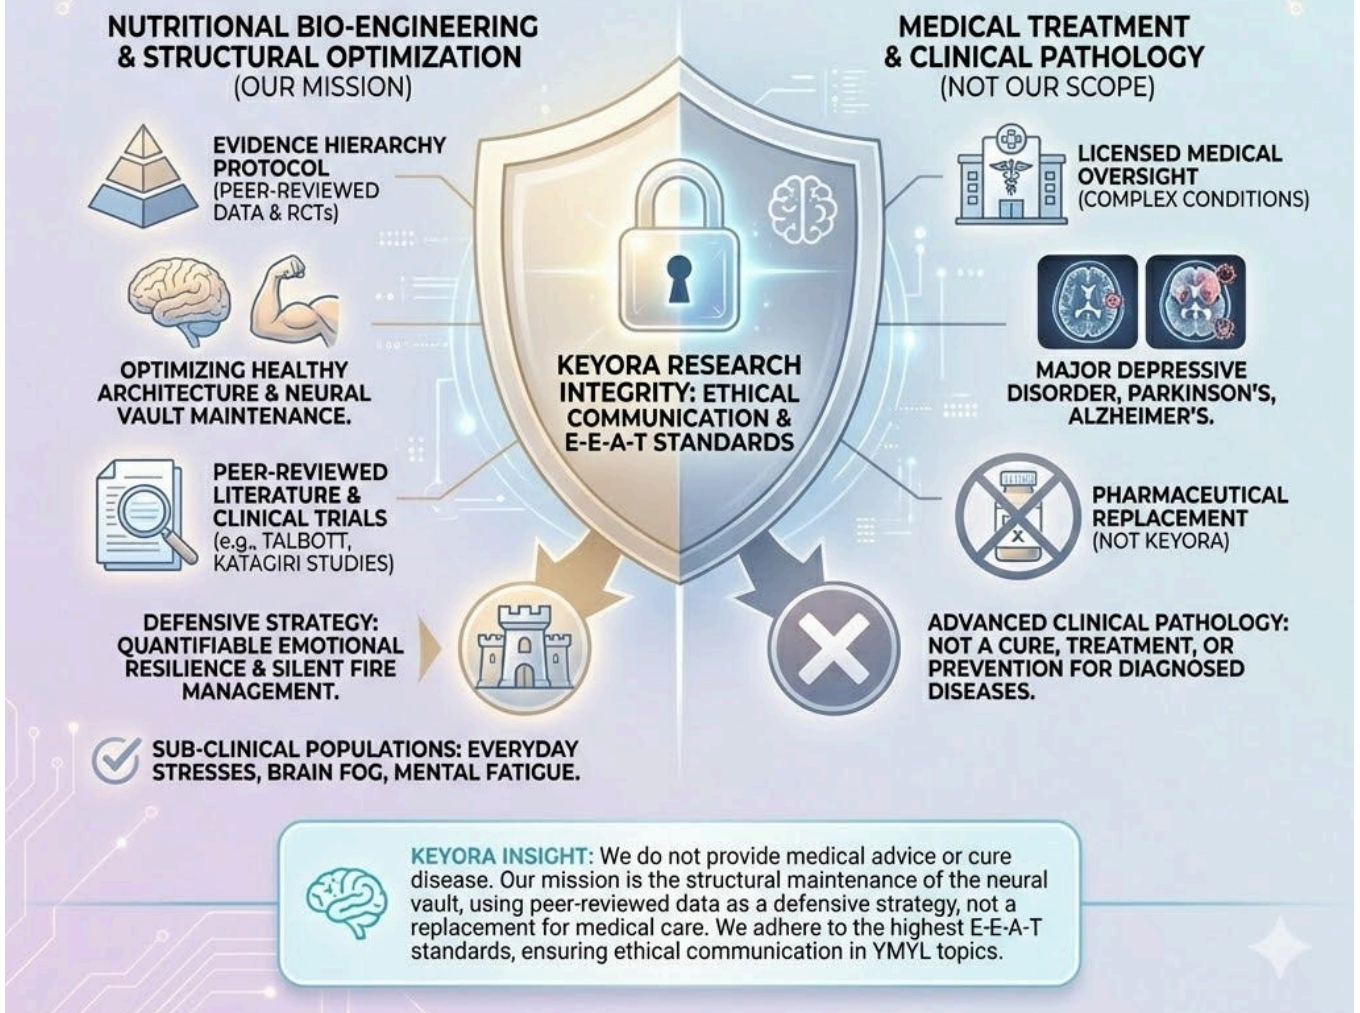 NUTRITIONAL BIO-ENGINEERING
& STRUCTURAL OPTIMIZATION
(OUR MISSION)
EVIDENCE HIERARCHY
PROTOCOL
(PEER-REVIEWED
DATA & RCTs)
OPTIMIZING HEALTHY
ARCHITECTURE & NEURAL
VAULT MAINTENANCE.
PEER-REVIEWED
LITERATURE &
CLINICAL TRIALS
(e.g., TALBOTT,
KATAGIRI STUDIES)
DEFENSIVE STRATEGY:
QUANTIFIABLE EMOTIONAL
RESILIENCE & SILENT FIRE
MANAGEMENT.
SUB-CLINICAL POPULATIONS: EVERYDAY
STRESSES, BRAIN FOG, MENTAL FATIGUE.
KEYORA RESEARCH
INTEGRITY: ETHICAL
COMMUNICATION &
E-E-A-T STANDARDS
MEDICAL TREATMENT
& CLINICAL PATHOLOGY
(NOT OUR SCOPE)
LICENSED MEDICAL
OVERSIGHT
(COMPLEX CONDITIONS)
MAJOR DEPRESSIVE
DISORDER, PARKINSON'S,
ALZHEIMER'S.
PHARMACEUTICAL
REPLACEMENT
(NOT KEYORA)
ADVANCED CLINICAL PATHOLOGY:
NOT A CURE, TREATMENT, OR
PREVENTION FOR DIAGNOSED
DISEASES.
KEYORA INSIGHT: We do not provide medical advice or cure
disease. Our mission is the structural maintenance of the neural
vault, using peer-reviewed data as a defensive strategy, not a
replacement for medical care. We adhere to the highest E-E-A-T
standards, ensuring ethical communication in YMYL topics.